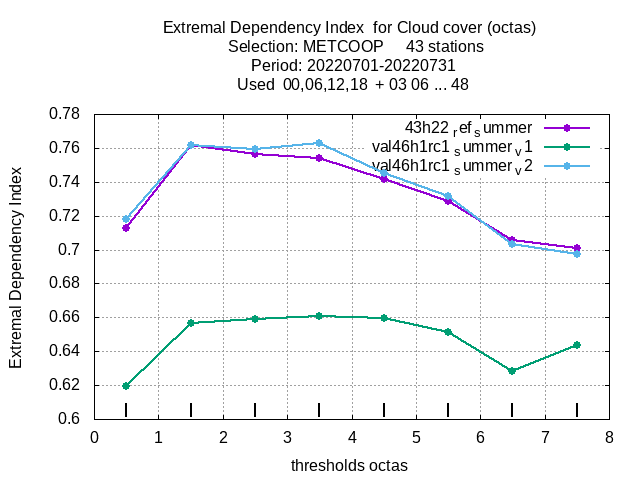 Extremal Dependency Index for Cloud cover (octas)
Selection: METCOOP 43 stations
Period: 20220701-20220731
Used 00,06,12,18 + 03 06 ... 48
0.78
43h22 ref summer
val46h1rc1 summer v1
val46h1rc1 summer v2
0.76
0.74
0.72
0.7
0.68
0.66
0.64
0.62
0.6
Extremal Dependency Index
0 1 2 3 4 5 6 7 8
thresholds octas